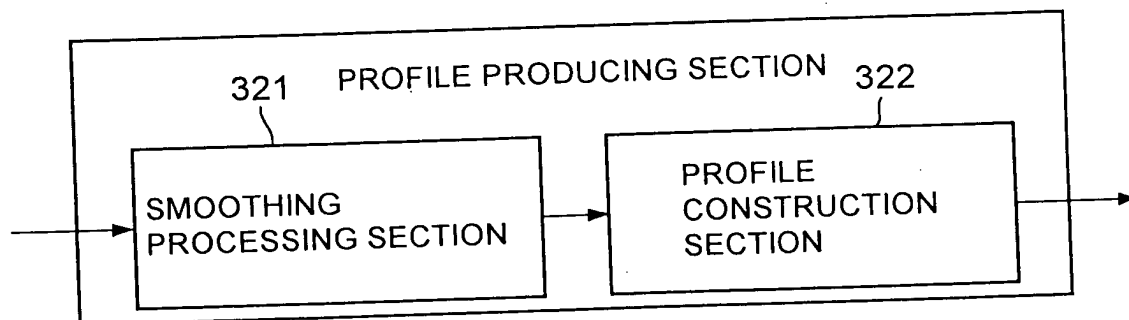 PROFILE PRODUCING SECTION
321
322
SMOOTHING
PROCESSING SECTION
PROFILE
CONSTRUCTION
SECTION